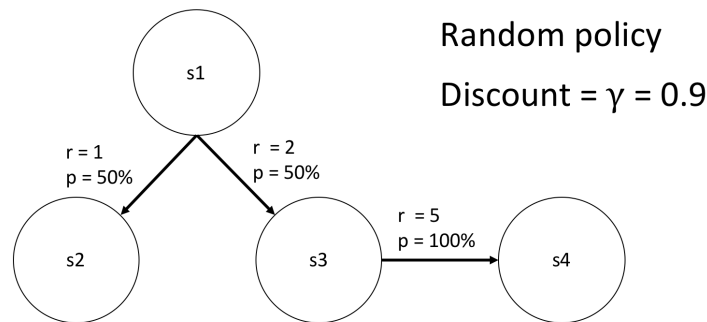 Random policy
Discount = γ = 0.9
s1
r = 1
p = 50%
r = 2
p = 50%
s2
s3
r = 5
p = 100%
s4